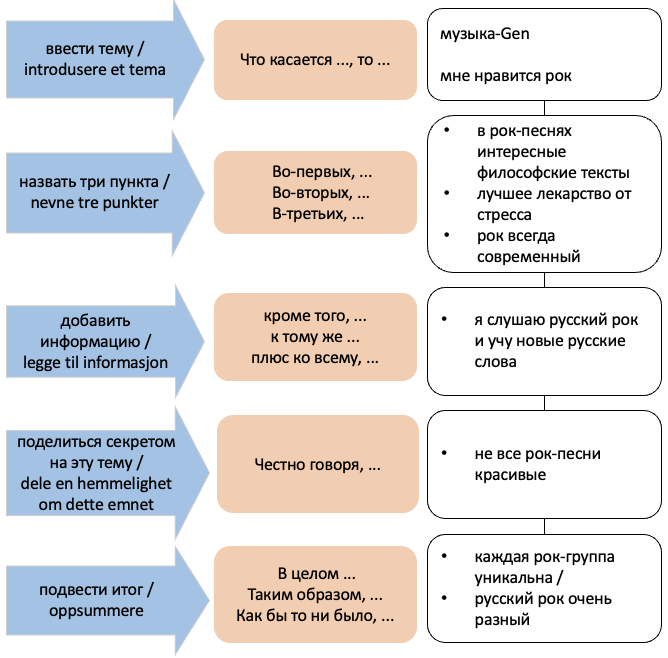 ввести тему /
introdusere et tema
Что касается ..., то ...
музыка-Gen
мне нравится рок
назвать три пункта /
nevne tre punkter
Во-первых, ...
Во-вторых, ...
В-третьих, ...
• в рок-песнях
интересные
философские тексты
• лучшее лекарство от
стресса
• рок всегда
современный
добавить
информацию /
legge til informasjon
кроме того, ...
к тому же ...
плюс ко всему, ...
• я слушаю русский рок
и учу новые русские
слова
поделиться секретом
на эту тему /
dele en hemmelighet
om dette emnet
Честно говоря, ...
• не все рок-песни
красивые
подвести итог /
oppsummere
В целом ...
Таким образом, ...
Как бы то ни было, ...
• каждая рок-группа
уникальна /
• русский рок очень
разный